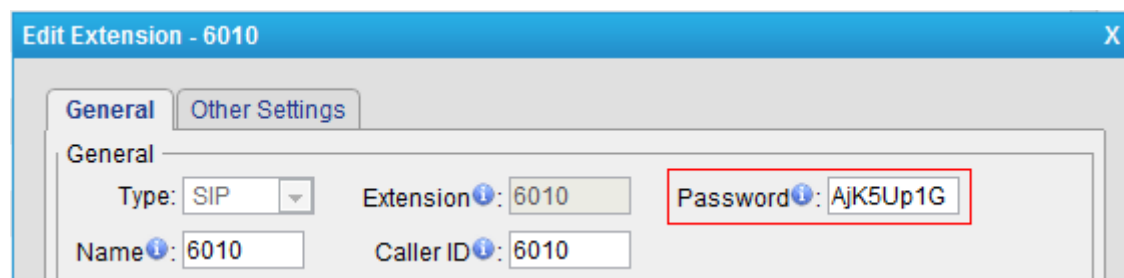 Edit Extension - 6010 X
General Other Settings
General
Type: SIP Extension: 6010 Password: AjK5Up1G
Name: 6010 Caller ID: 6010